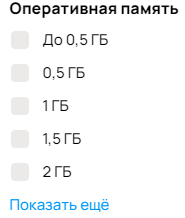 Оперативная память
До 0,5 ГБ
0,5 ГБ
1 ГБ
1,5 ГБ
2 ГБ
Показать ещё